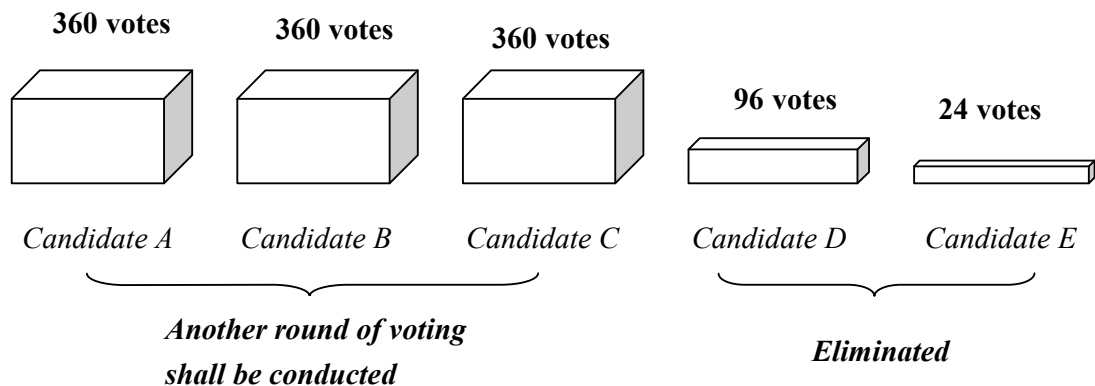 360 votes
360 votes
360 votes
96 votes
24 votes
Candidate A
Candidate B
Candidate C
Candidate D
Candidate E
Another round of voting
shall be conducted
Eliminated